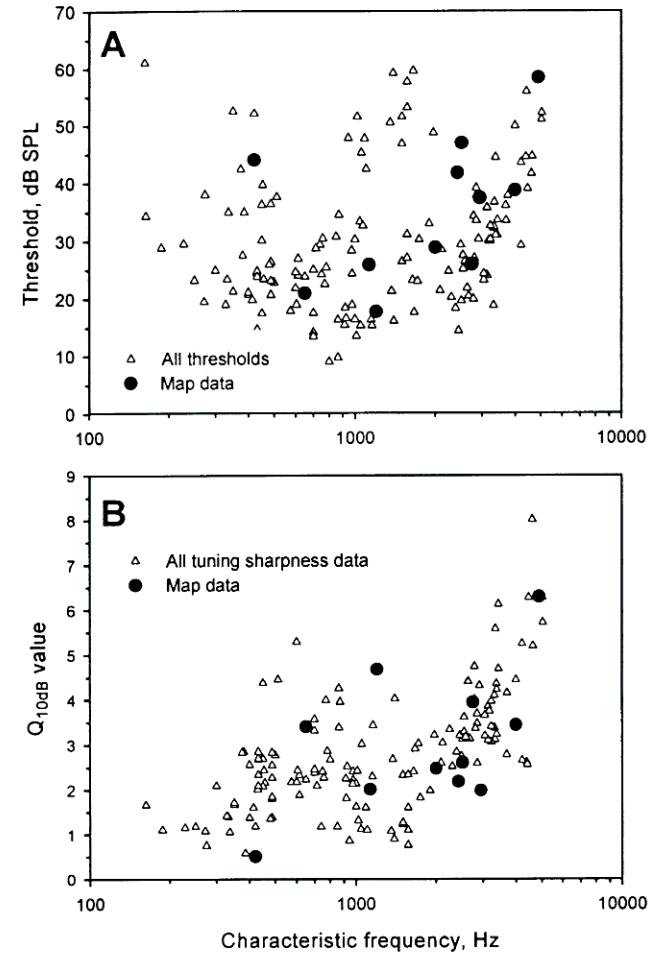 A
70
60
50
40
30
20
10
0
Threshold, dB SPL
All thresholds
Map data
100
1000
10000
B
9
8
7
6
5
4
3
2
1
0
Q10dB value
All tuning sharpness data
Map data
100
1000
10000
Characteristic frequency, Hz